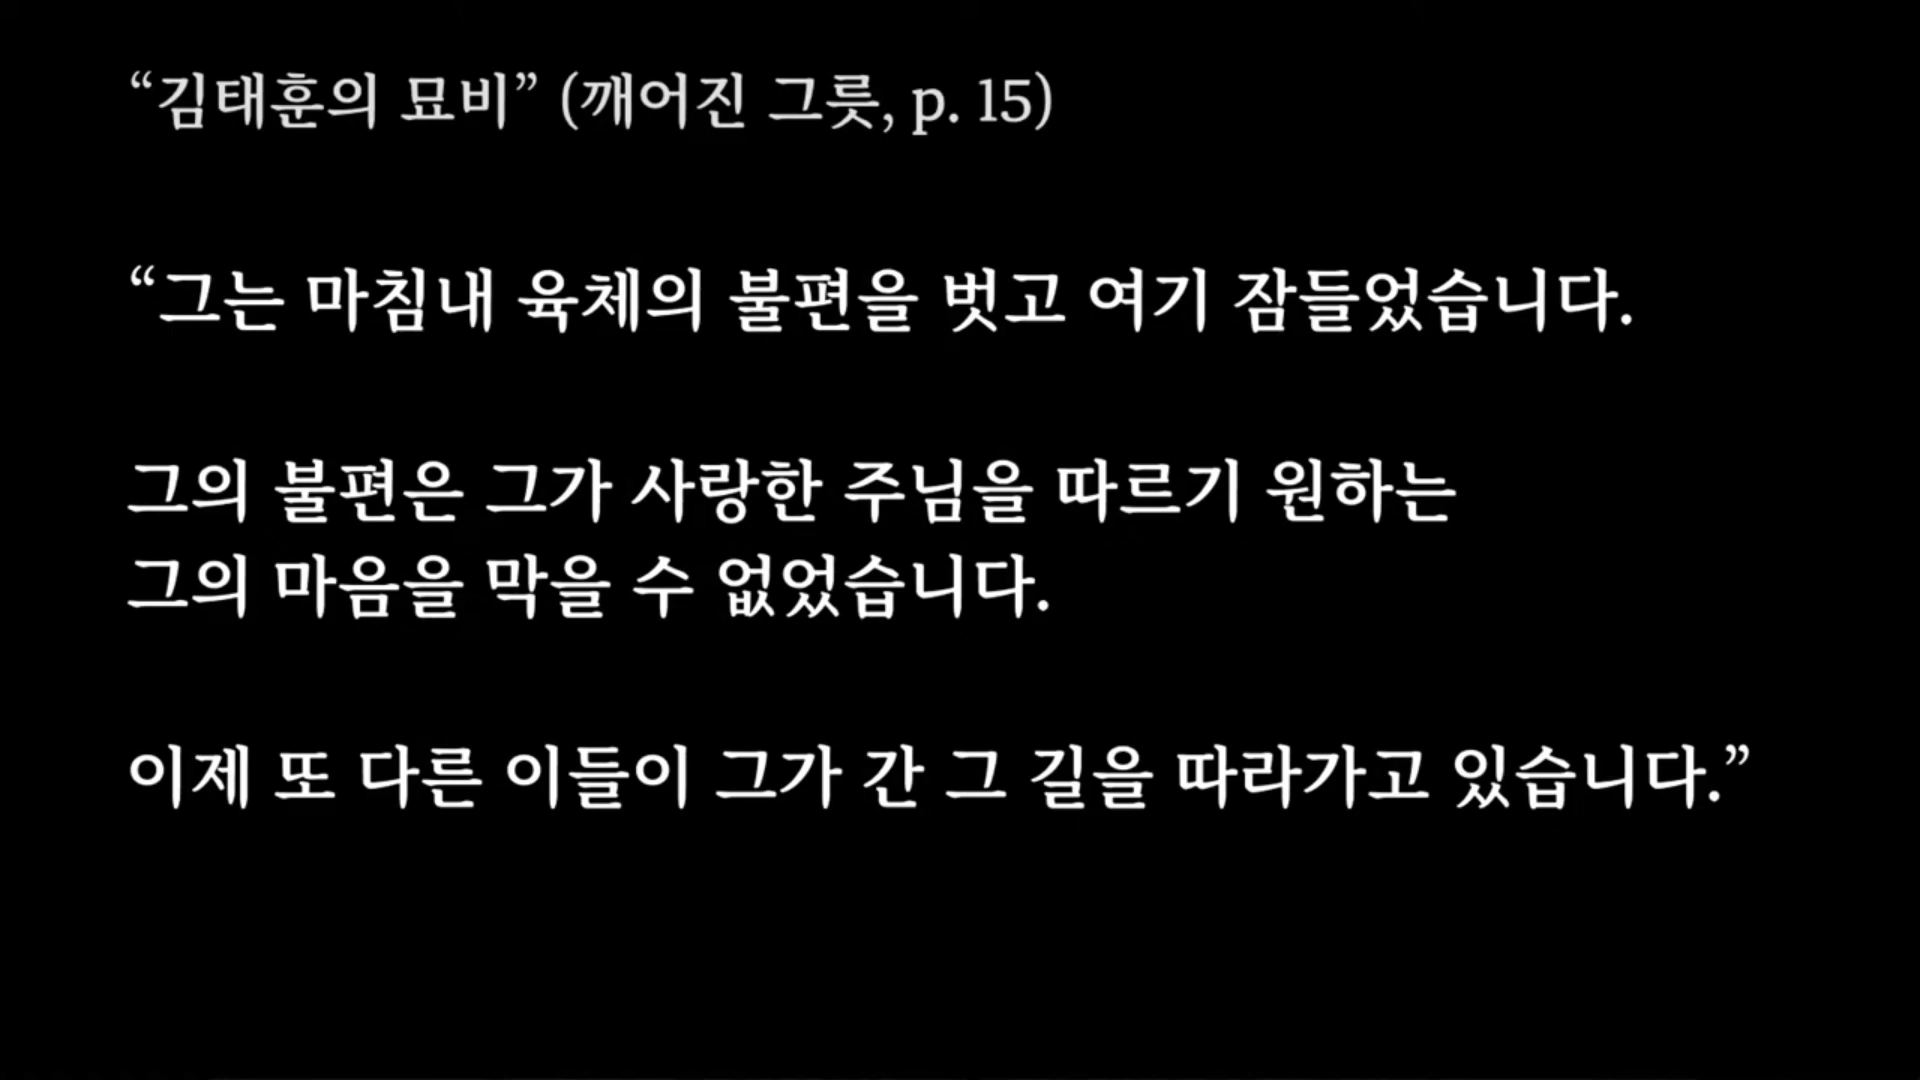 “김태훈의 묘비” (깨어진 그릇, p. 15)
“그는 마침내 육체의 불편을 벗고 여기 잠들었습니다.
그의 불편은 그가 사랑한 주님을 따르기 원하는
그의 마음을 막을 수 없었습니다.
이제 또 다른 이들이 그가 간 그 길을 따라가고 있습니다.”